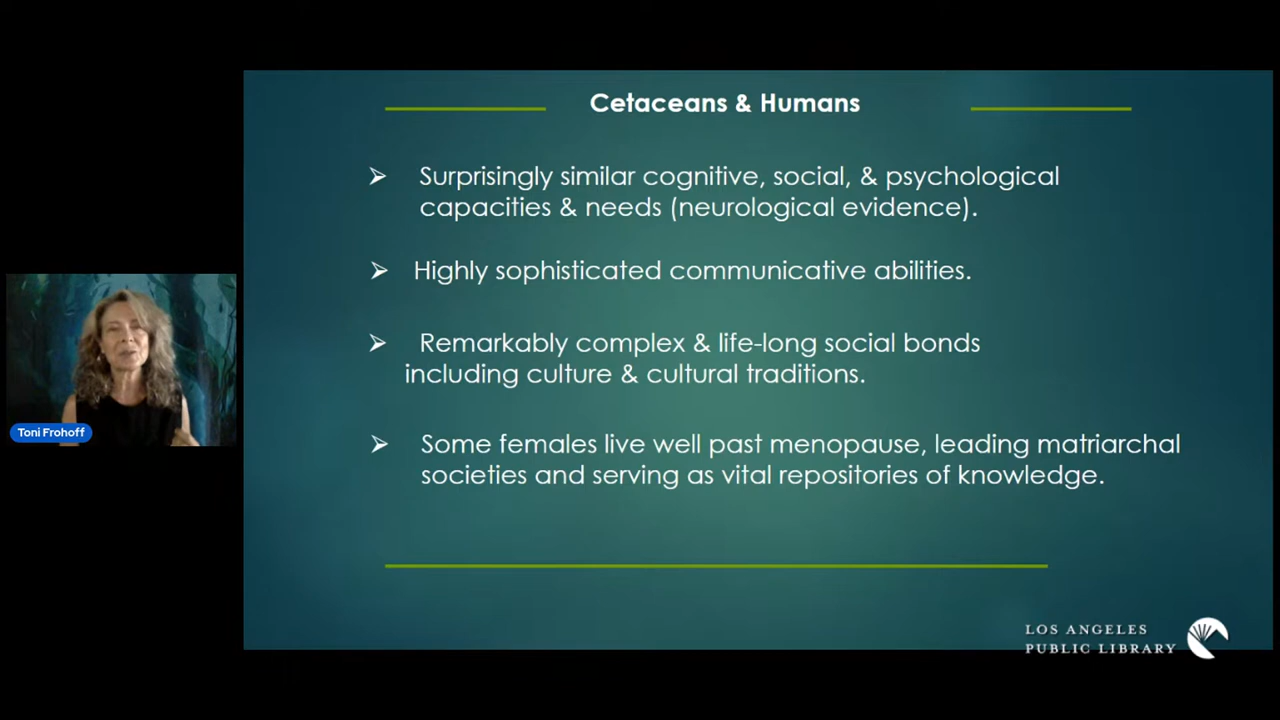 Cetaceans & Humans
➢ Surprisingly similar cognitive, social, & psychological
capacities & needs (neurological evidence).
➢ Highly sophisticated communicative abilities.
➢ Remarkably complex & life-long social bonds
including culture & cultural traditions.
➢ Some females live well past menopause, leading matriarchal
societies and serving as vital repositories of knowledge.
Toni Frohoff
LOS ANGELES
PUBLIC LIBRARY